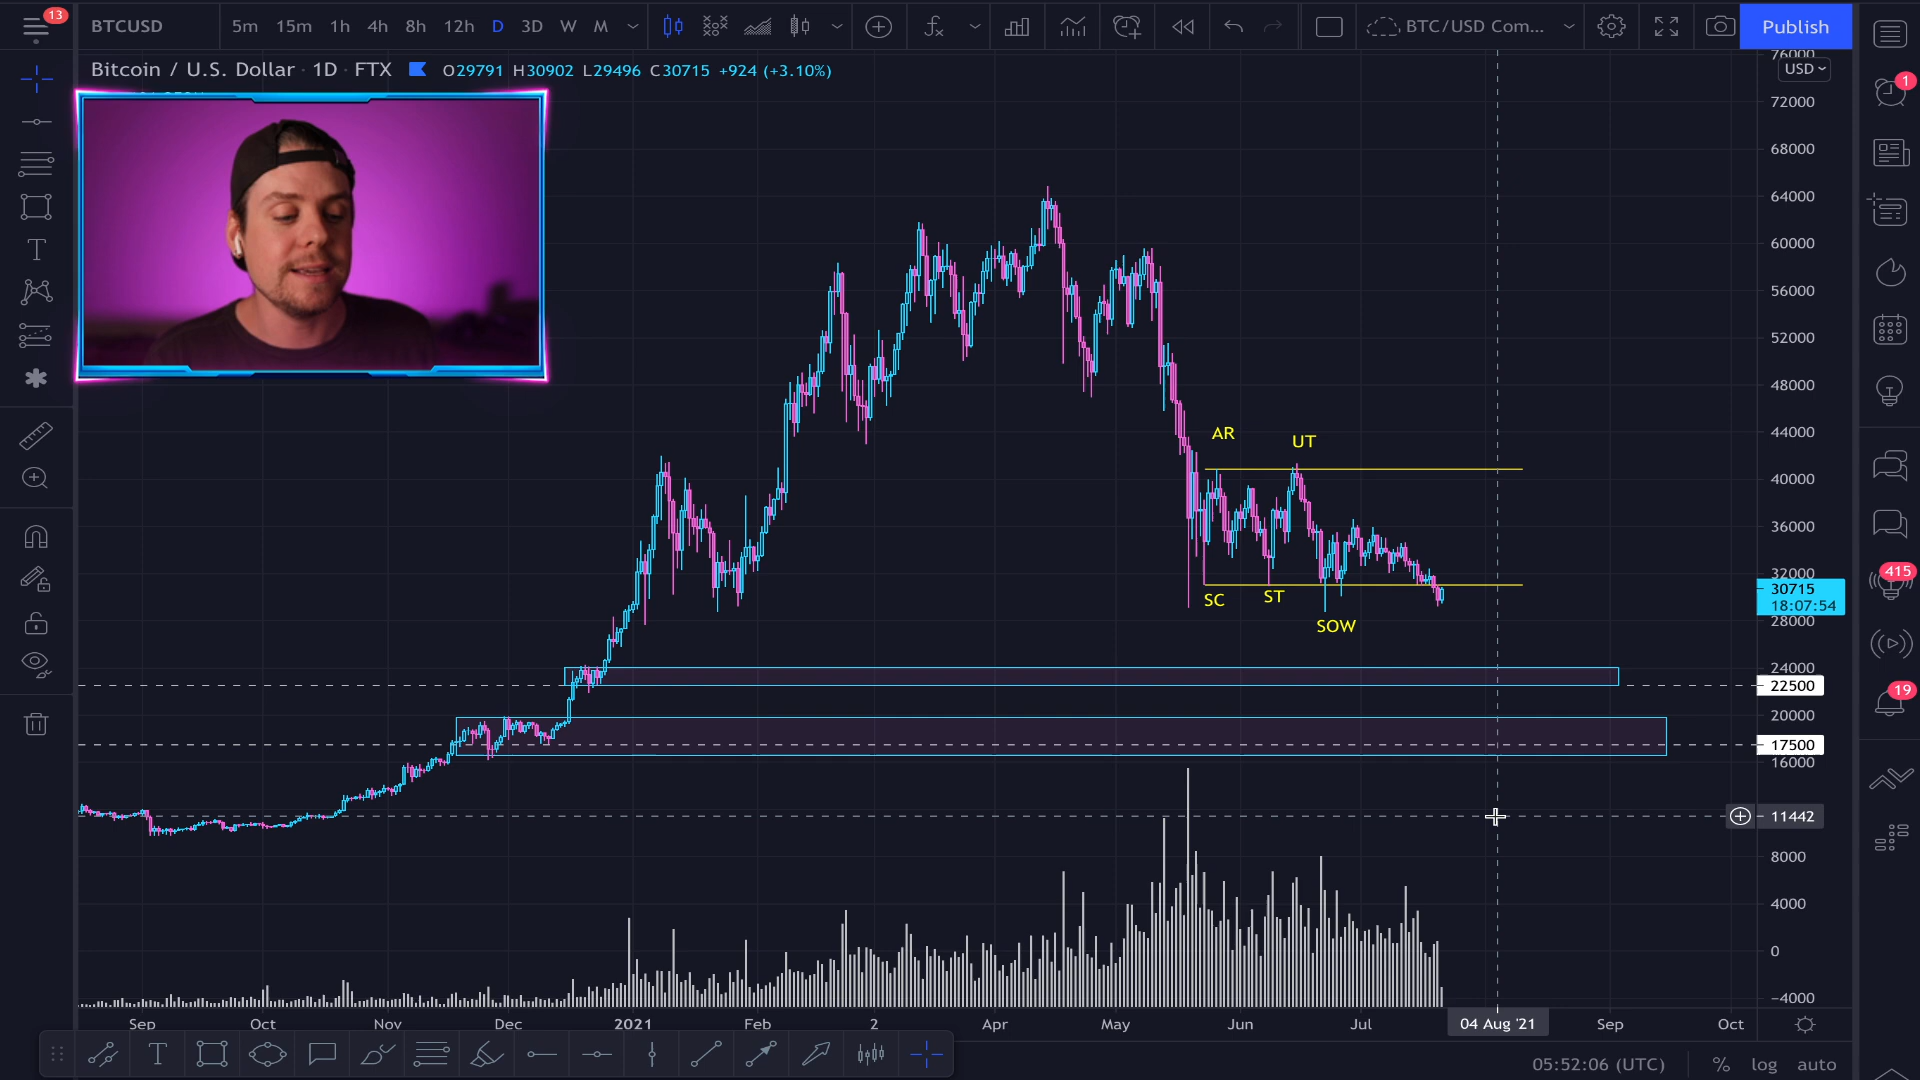 13
BTCUSD
5m 15m 1h 4h 8h 12h D 3D W M
BTC/USD Com...
Publish
Bitcoin / U.S. Dollar · 1D · FTX
O29791 H30902 L29496 C30715 +924 (+3.10%)
76000
USD
72000
68000
64000
60000
56000
52000
48000
44000
40000
36000
32000
30715
18:07:54
28000
24000
22500
20000
17500
16000
11442
8000
4000
0
−4000
AR
UT
SC
ST
SOW
1
415
19
Sep Oct Nov Dec 2021 Feb 2 Apr May Jun Jul 04 Aug '21 Sep Oct
05:52:06 (UTC) % log auto